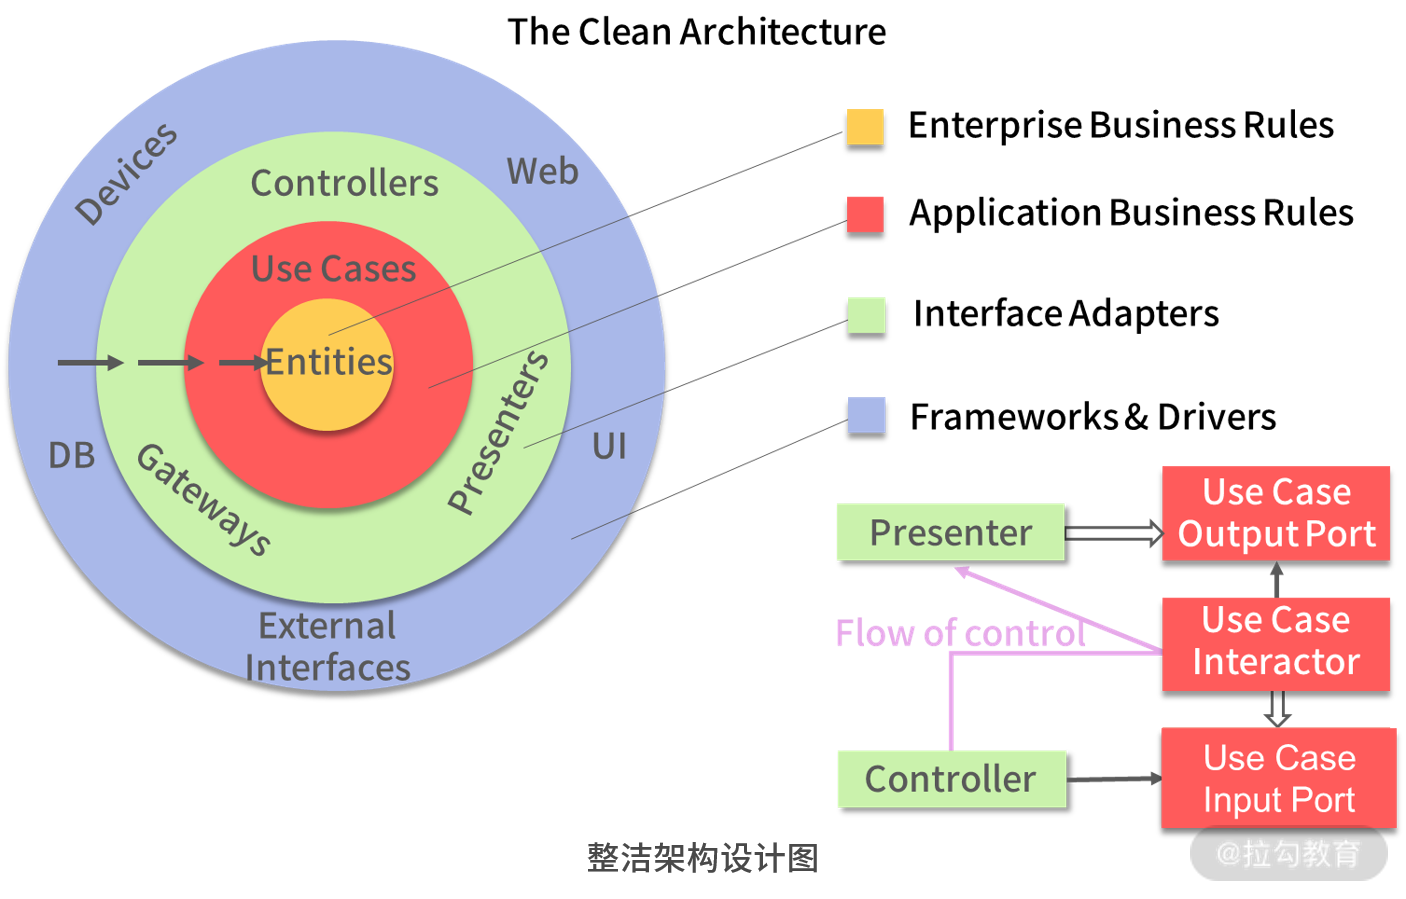 The Clean Architecture
Devices
Web
Controllers
Use Cases
Entities
Presenters
DB
UI
Gateways
External
Interfaces
Enterprise Business Rules
Application Business Rules
Interface Adapters
Frameworks & Drivers
Presenter
Use Case
Output Port
Flow of control
Use Case
Interactor
Controller
Use Case
Input Port
整洁架构设计图
@拉勾教育